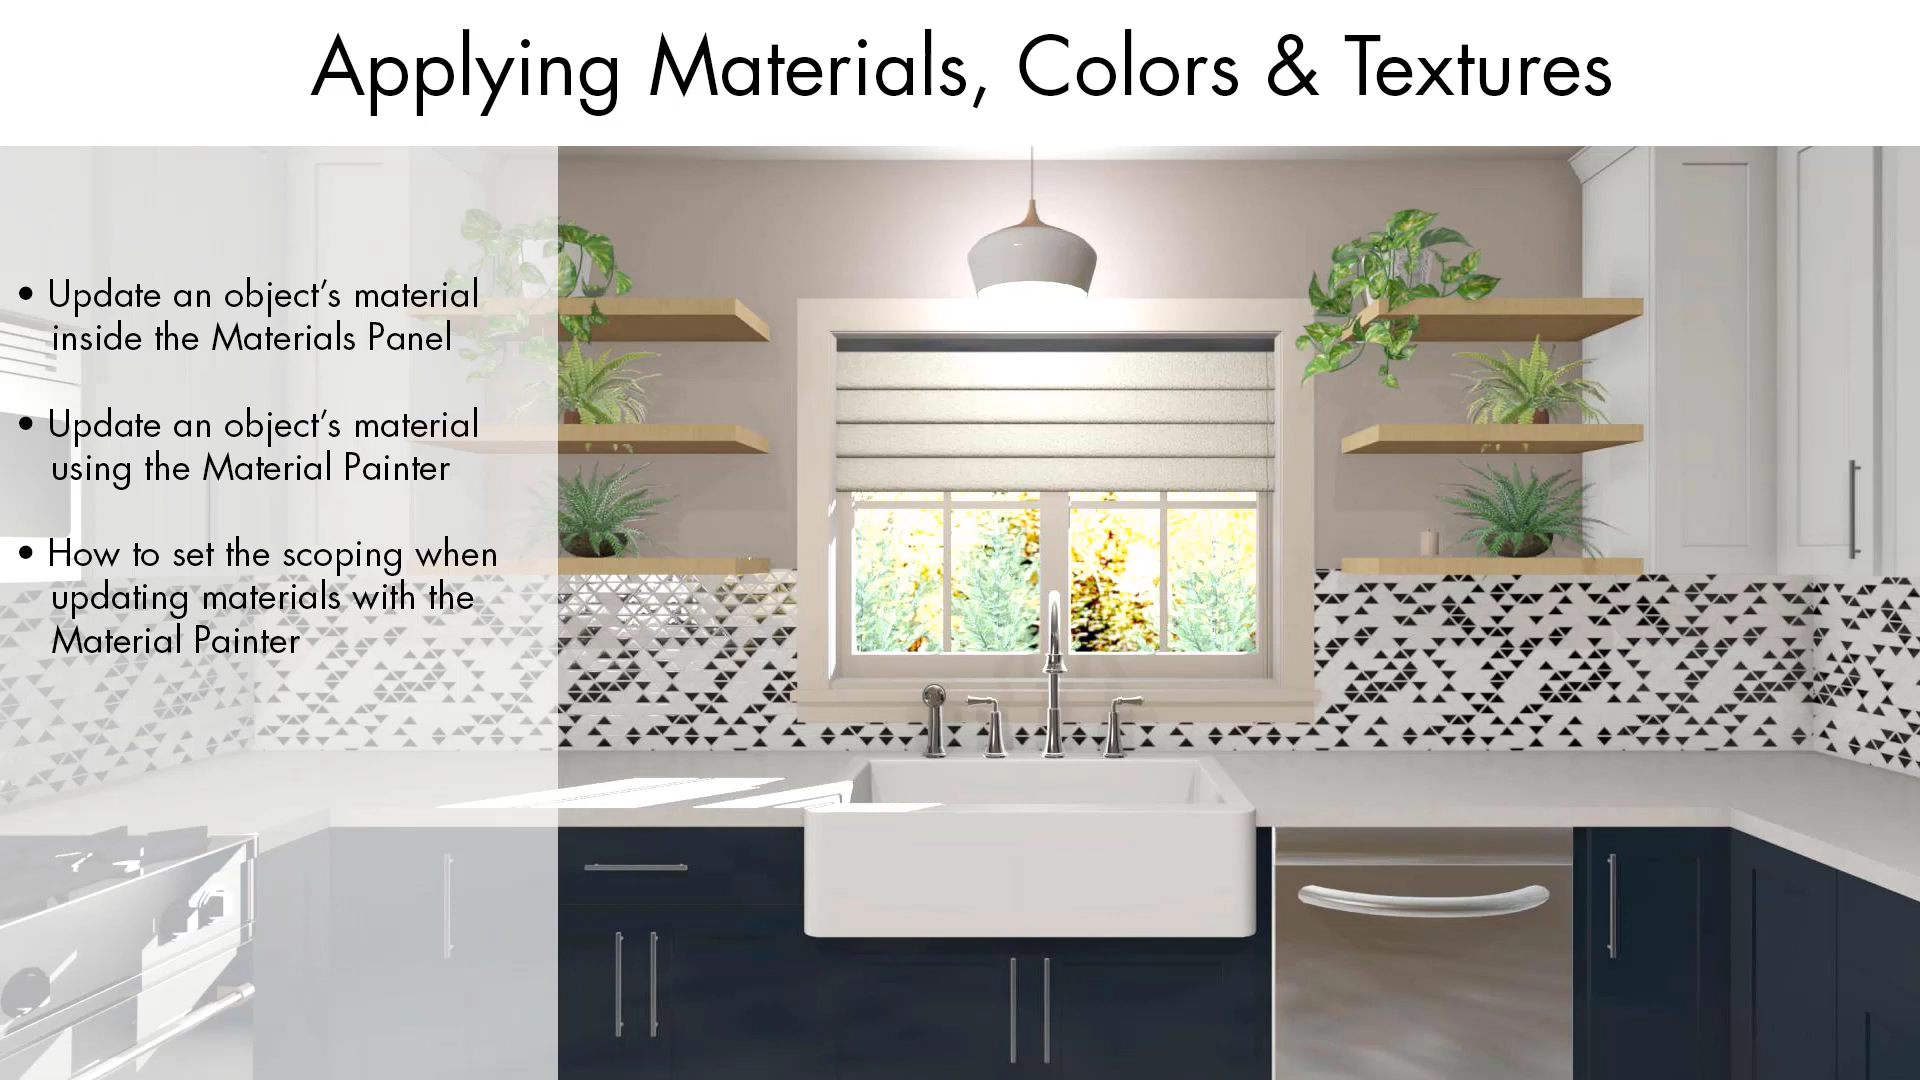 Applying Materials, Colors & Textures
• Update an object’s material
inside the Materials Panel
• Update an object’s material
using the Material Painter
• How to set the scoping when
updating materials with the
Material Painter